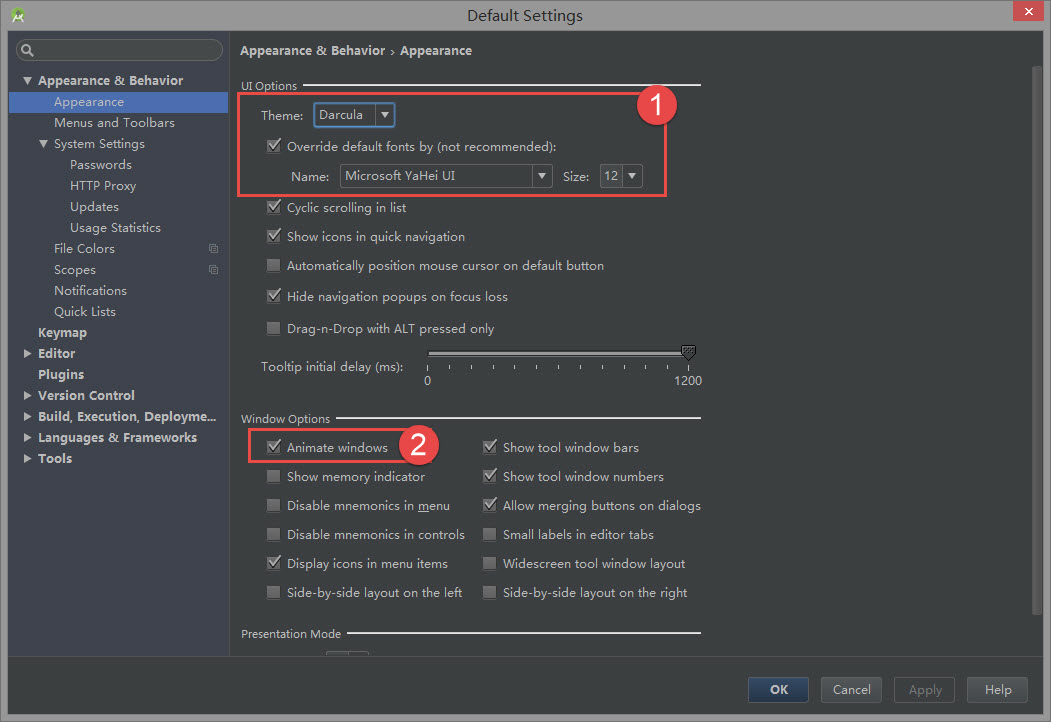 Default Settings
Appearance & Behavior
Appearance
Menus and Toolbars
System Settings
Passwords
HTTP Proxy
Updates
Usage Statistics
File Colors
Scopes
Notifications
Quick Lists
Keymap
Editor
Plugins
Version Control
Build, Execution, Deployme...
Languages & Frameworks
Tools
Appearance & Behavior › Appearance
UI Options
1
Theme: Darcula
Override default fonts by (not recommended):
Name: Microsoft YaHei UI Size: 12
Cyclic scrolling in list
Show icons in quick navigation
Automatically position mouse cursor on default button
Hide navigation popups on focus loss
Drag-n-Drop with ALT pressed only
Tooltip initial delay (ms):
0 1200
Window Options
Animate windows 2 Show tool window bars
Show memory indicator Show tool window numbers
Disable mnemonics in menu Allow merging buttons on dialogs
Disable mnemonics in controls Small labels in editor tabs
Display icons in menu items Widescreen tool window layout
Side-by-side layout on the left Side-by-side layout on the right
Presentation Mode
OK Cancel Apply Help